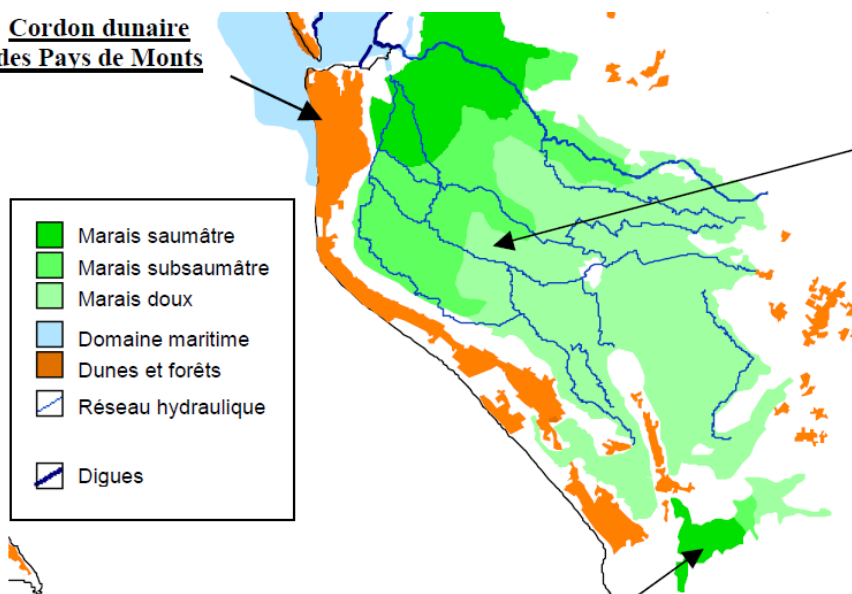 Cordon dunaire
des Pays de Monts
Marais saumâtre
Marais subsaumâtre
Marais doux
Domaine maritime
Dunes et forêts
Réseau hydraulique
Digues